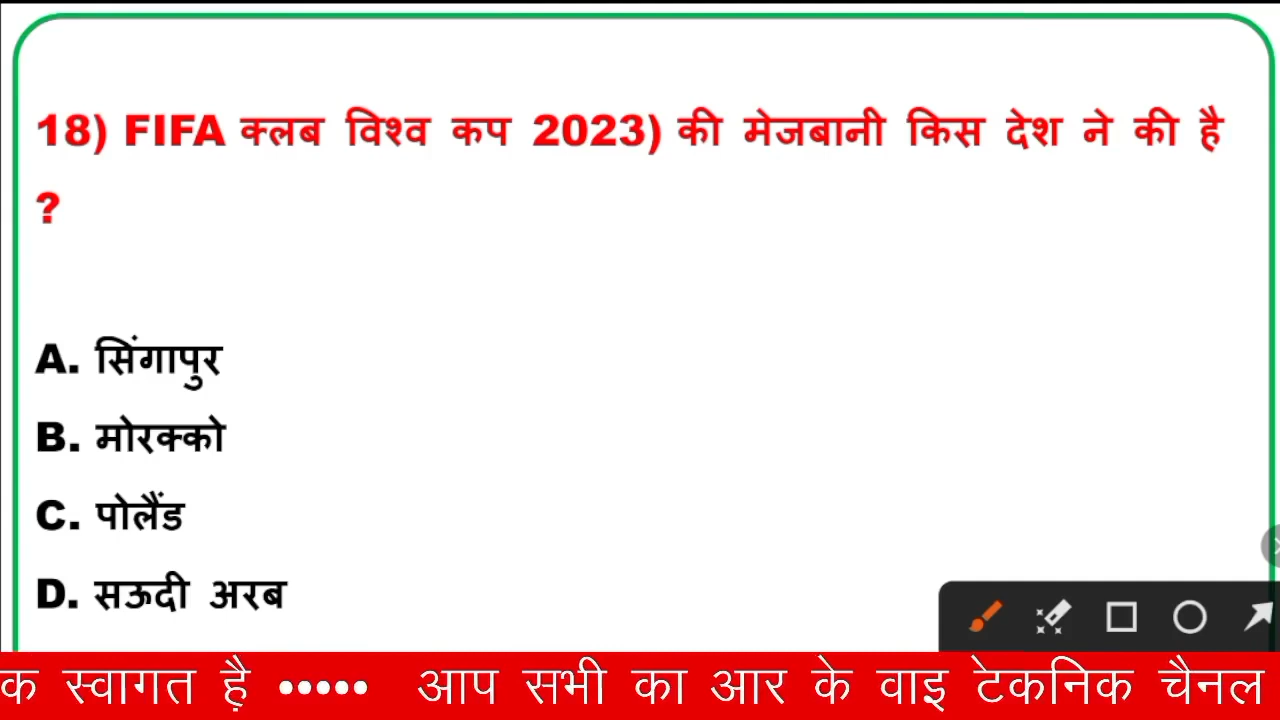 18) FIFA क्लब विश्व कप 2023) की मेजबानी किस देश ने की है
?
A. सिंगापुर
B. मोरक्को
C. पोलैंड
D. सऊदी अरब
क स्वागत है ••••• आप सभी का आर के वाइ टेकनिक चैनल